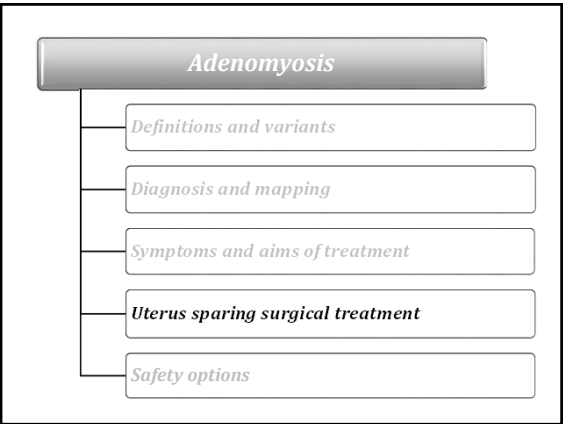 Adenomyosis
Definitions and variants
Diagnosis and mapping
Symptoms and aims of treatment
Uterus sparing surgical treatment
Safety options